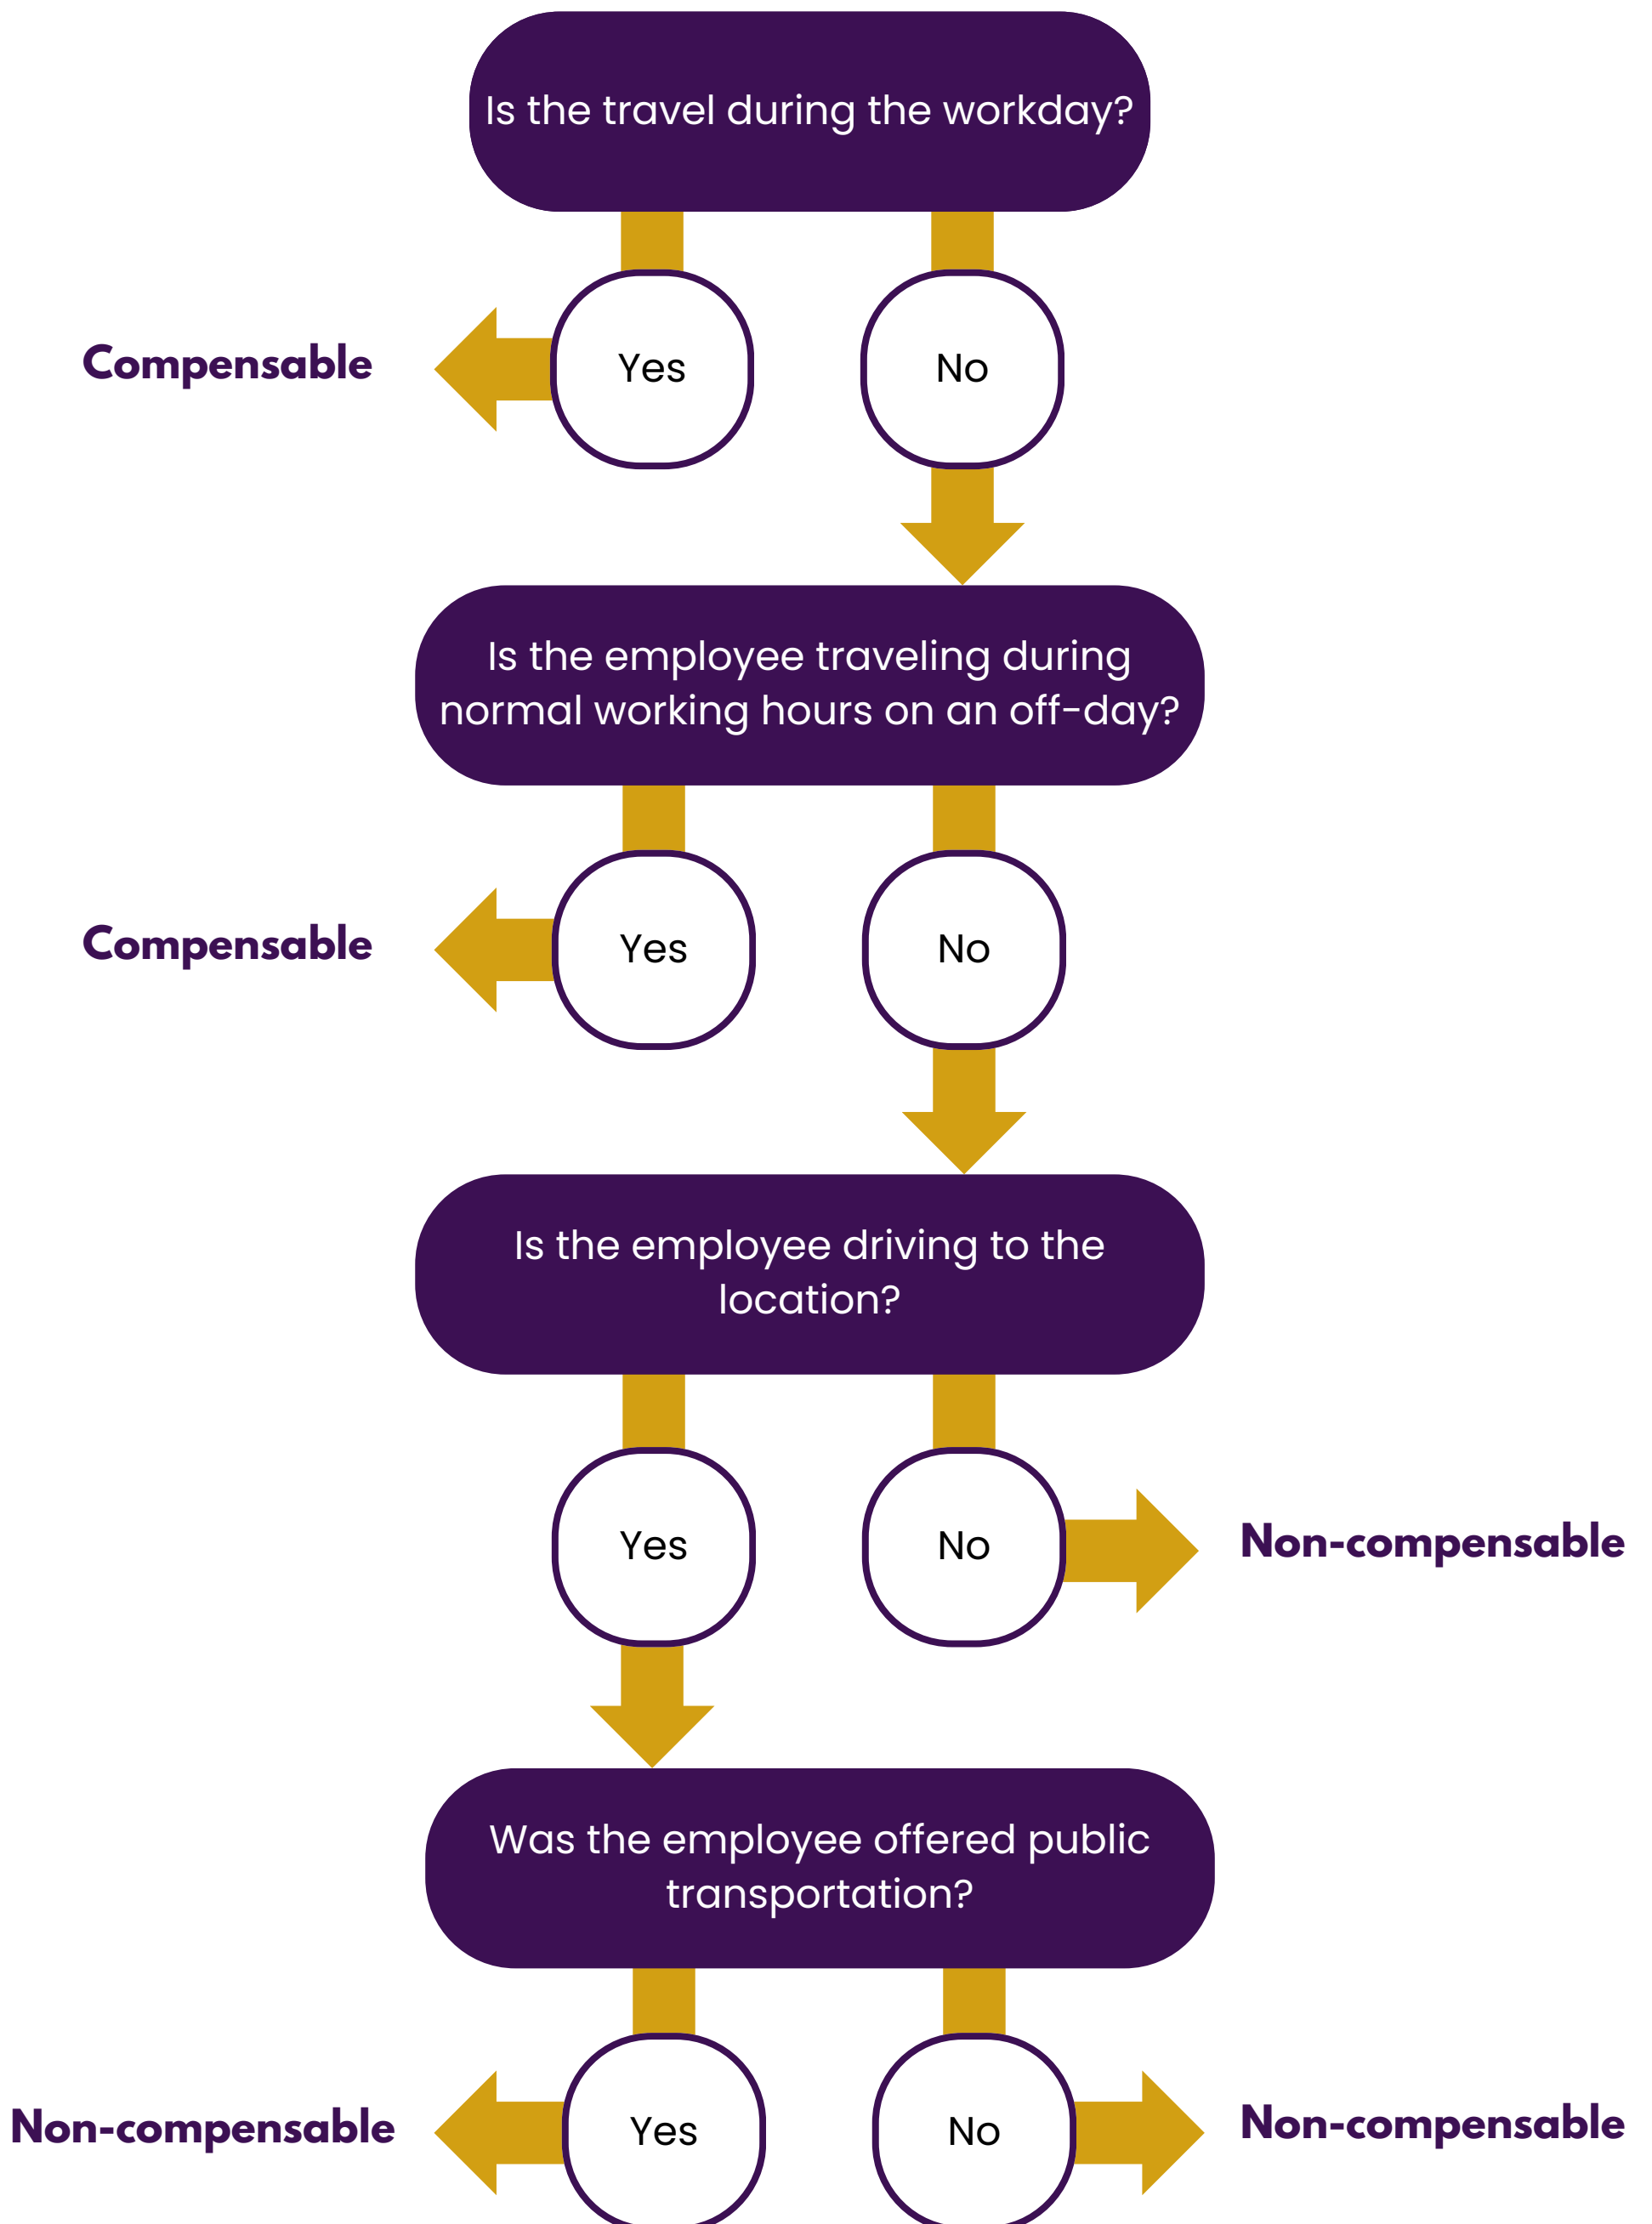 Is the travel during the workday?
Compensable
Yes
No
Is the employee traveling during
normal working hours on an off-day?
Compensable
Yes
No
Is the employee driving to the
location?
Yes
No
Non-compensable
Was the employee offered public
transportation?
Non-compensable
Yes
No
Non-compensable